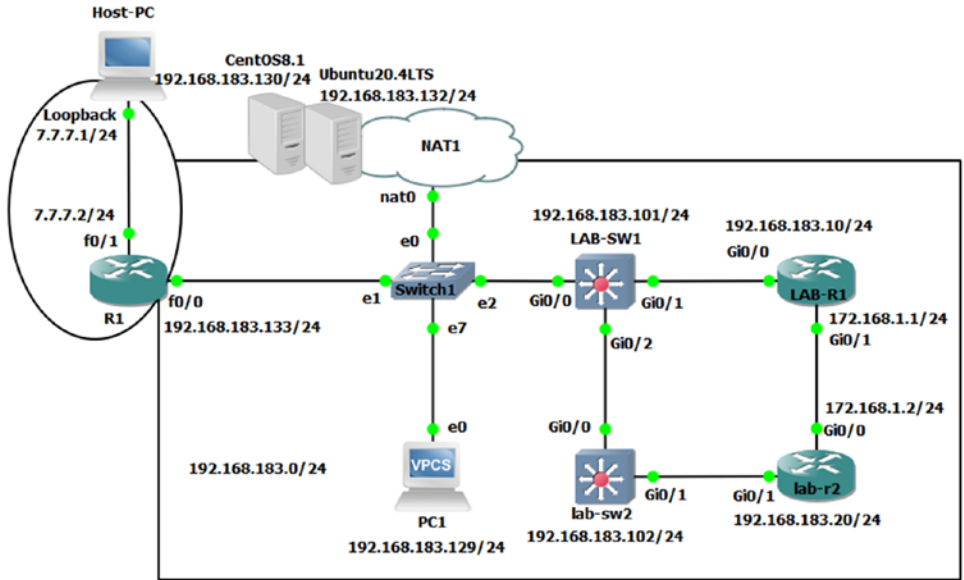 Host-PC
CentOS8.1
192.168.183.130/24
Ubuntu20.4LTS
192.168.183.132/24
Loopback
7.7.7.1/24
NAT1
nat0
7.7.7.2/24
f0/1
e0
192.168.183.101/24
LAB-SW1
192.168.183.10/24
Gi0/0
R1
f0/0
192.168.183.133/24
e1
Switch1
e2
Gi0/0
Gi0/1
LAB-R1
e7
Gi0/2
172.168.1.1/24
Gi0/1
172.168.1.2/24
Gi0/0
e0
Gi0/0
192.168.183.0/24
VPCS
PC1
192.168.183.129/24
lab-sw2
Gi0/1
192.168.183.102/24
Gi0/1
lab-r2
192.168.183.20/24